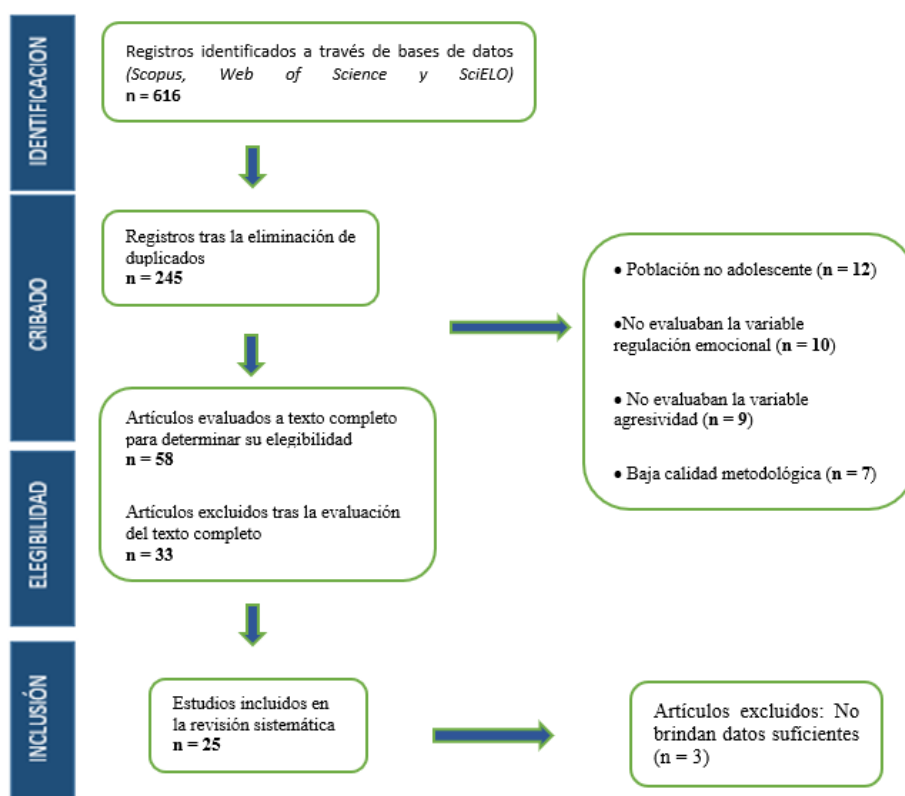 IDENTIFICACION
Registros identificados a través de bases de datos
(Scopus, Web of Science y SciELO)
n = 616
CRIBADO
Registros tras la eliminación de
duplicados
n = 245
● Población no adolescente (n = 12)
●No evaluaban la variable
regulación emocional (n = 10)
● No evaluaban la variable
agresividad (n = 9)
● Baja calidad metodológica (n = 7)
Artículos evaluados a texto completo
para determinar su elegibilidad
n = 58
ELEGIBILIDAD
Artículos excluidos tras la evaluación
del texto completo
n = 33
INCLUSIÓN
Estudios incluidos en
la revisión sistemática
n = 25
Artículos excluidos: No
brindan datos suficientes
(n = 3)